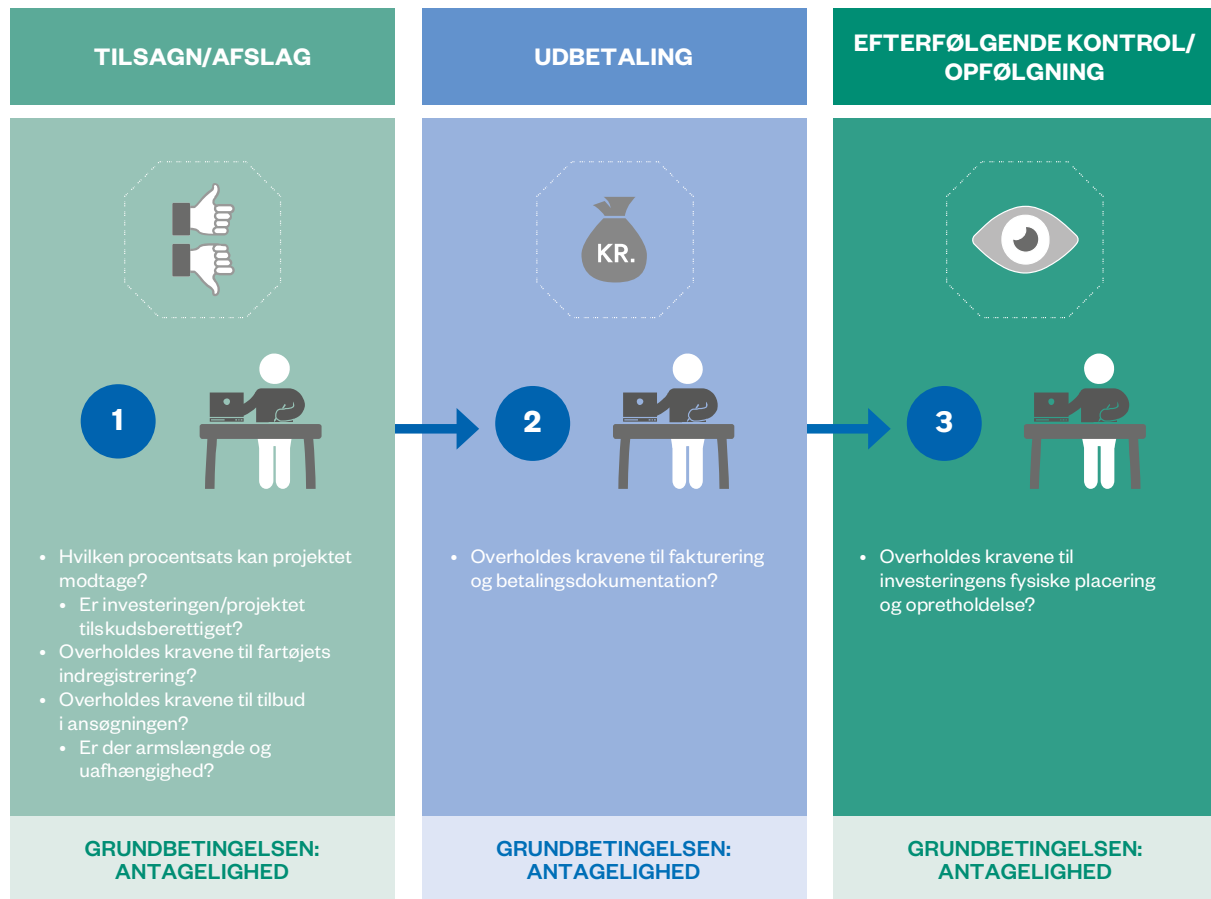 TILSAGN/AFSLAG
1
• Hvilken procentsats kan projektet
modtage?
• Er investeringen/projektet
tilskudsberettiget?
• Overholdes kravene til fartøjets
indregistrering?
• Overholdes kravene til tilbud
i ansøgningen?
• Er der armslængde og
uafhængighed?
GRUNDBETINGELSEN:
ANTAGELIGHED
UDBETALING
KR.
2
• Overholdes kravene til fakturering
og betalingsdokumentation?
GRUNDBETINGELSEN:
ANTAGELIGHED
EFTERFØLGENDE KONTROL/
OPFØLGNING
3
• Overholdes kravene til
investeringens fysiske placering
og opretholdelse?
GRUNDBETINGELSEN:
ANTAGELIGHED